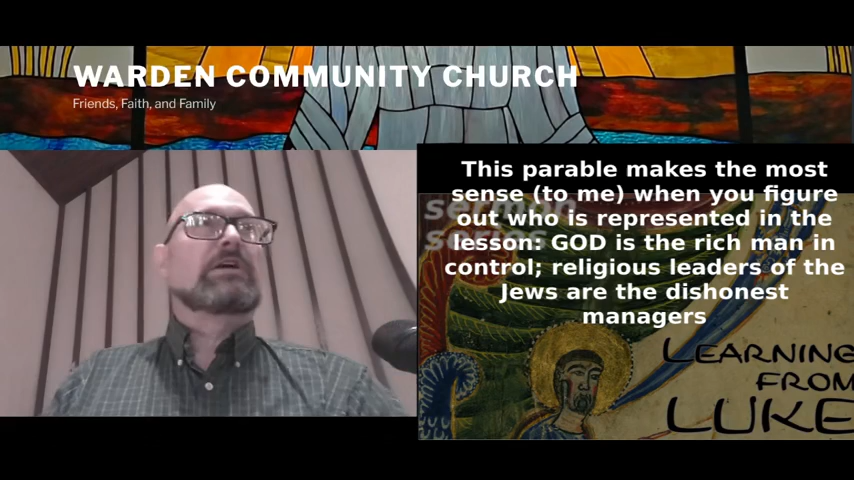 WARDEN COMMUNITY CHURCH
Friends, Faith, and Family
This parable makes the most
sense (to me) when you figure
out who is represented in the
lesson: GOD is the rich man in
control; religious leaders of the
Jews are the dishonest
managers
sermon
series
LEARNING
FROM
LUKE